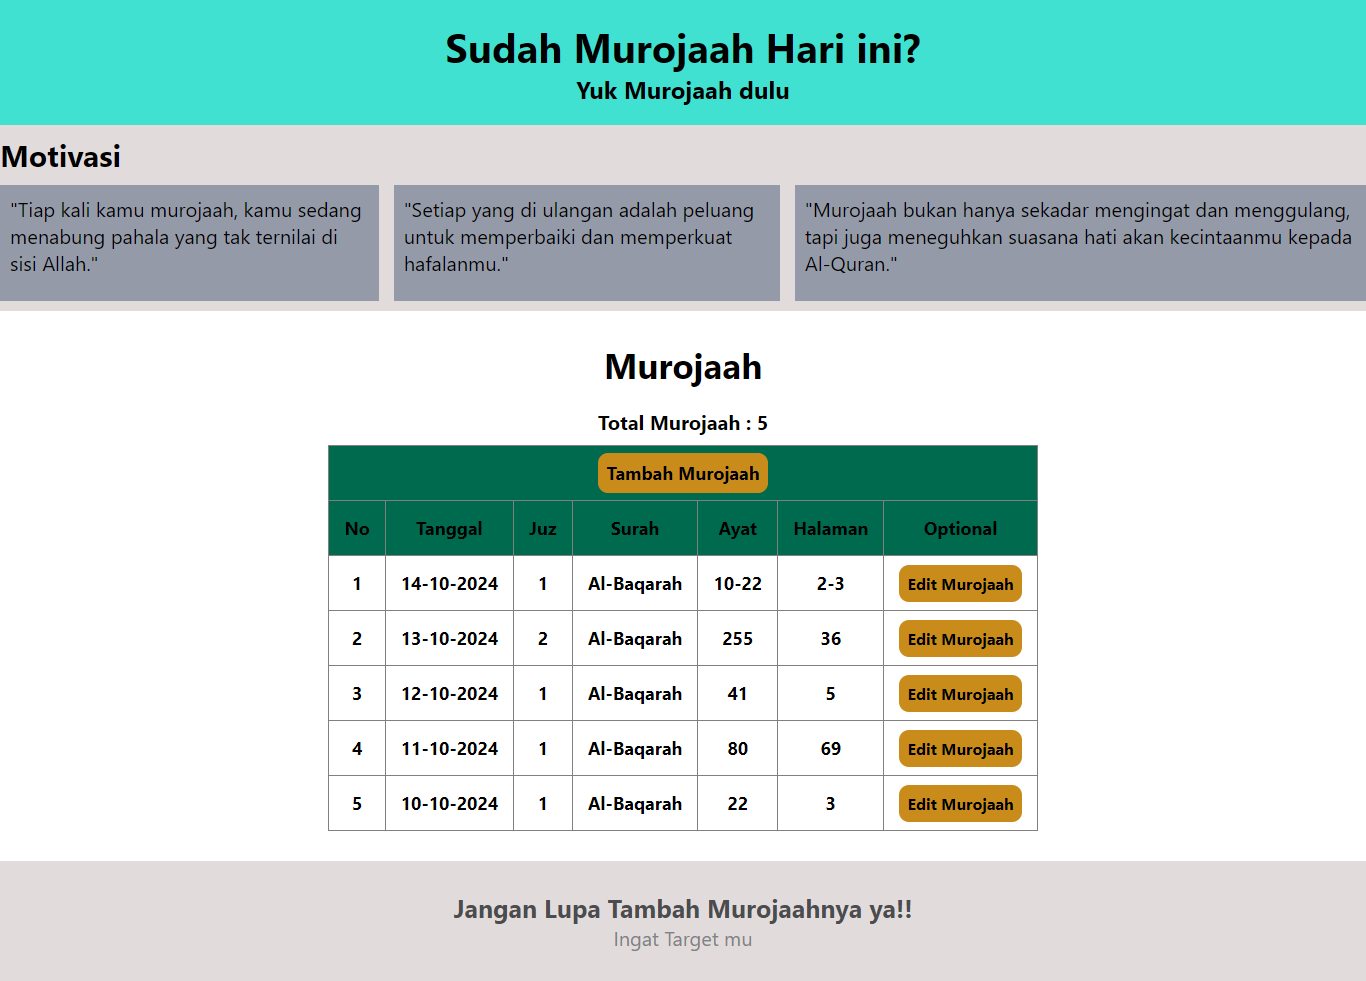 Sudah Murojaah Hari ini?
Yuk Murojaah dulu
Motivasi
"Tiap kali kamu murojaah, kamu sedang
menabung pahala yang tak ternilai di
sisi Allah."
"Setiap yang di ulangan adalah peluang
untuk memperbaiki dan memperkuat
hafalanmu."
"Murojaah bukan hanya sekadar mengingat dan menggulang,
tapi juga meneguhkan suasana hati akan kecintaanmu kepada
Al-Quran."
Murojaah
Total Murojaah : 5
Tambah Murojaah
No Tanggal Juz Surah Ayat Halaman Optional
1 14-10-2024 1 Al-Baqarah 10-22 2-3 Edit Murojaah
2 13-10-2024 2 Al-Baqarah 255 36 Edit Murojaah
3 12-10-2024 1 Al-Baqarah 41 5 Edit Murojaah
4 11-10-2024 1 Al-Baqarah 80 69 Edit Murojaah
5 10-10-2024 1 Al-Baqarah 22 3 Edit Murojaah
Jangan Lupa Tambah Murojaahnya ya!!
Ingat Target mu